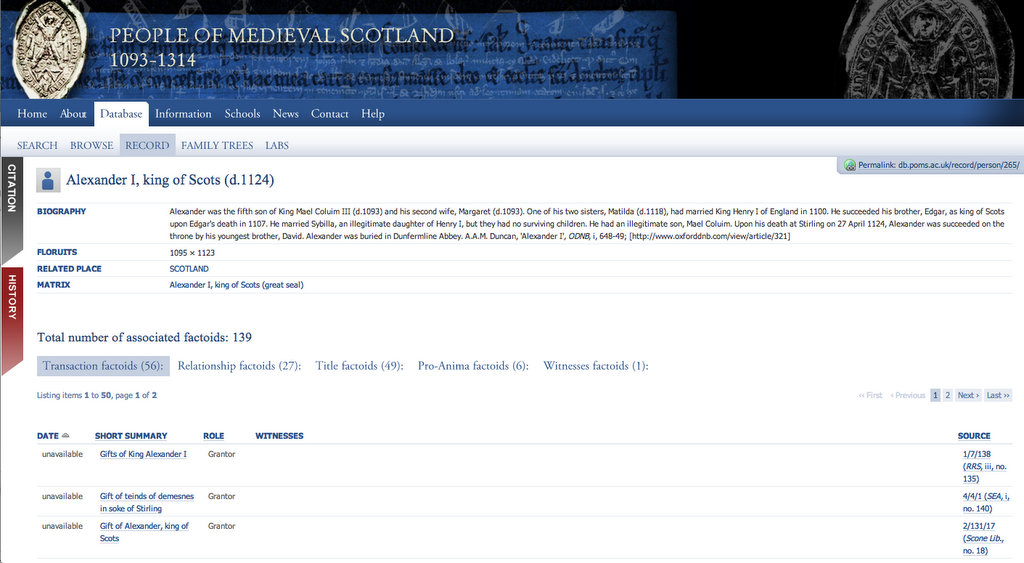 PEOPLE OF MEDIEVAL SCOTLAND
1093-1314
Home About Database Information Schools News Contact Help
SEARCH BROWSE RECORD FAMILY TREES LABS
Permalink: db.poms.ac.uk/record/person/265/
CITATION
HISTORY
Alexander I, king of Scots (d.1124)
BIOGRAPHY Alexander was the fifth son of King Mael Coluim III (d.1093) and his second wife, Margaret (d.1093). One of his two sisters, Matilda (d.1118), had married King Henry I of England in 1100. He succeeded his brother, Edgar, as king of Scots
upon Edgar's death in 1107. He married Sybilla, an illegitimate daughter of Henry I, but they had no surviving children. He had an illegitimate son, Mael Coluim. Upon his death at Stirling on 27 April 1124, Alexander was succeeded on the
throne by his youngest brother, David. Alexander was buried in Dunfermline Abbey. A.A.M. Duncan, 'Alexander I', ODNB, i, 648-49; [http://www.oxforddnb.com/view/article/321]
FLORUITS 1095 × 1123
RELATED PLACE SCOTLAND
MATRIX Alexander I, king of Scots (great seal)
Total number of associated factoids: 139
Transaction factoids (56): Relationship factoids (27): Title factoids (49): Pro-Anima factoids (6): Witnesses factoids (1):
Listing items 1 to 50, page 1 of 2 ‹‹ First ‹ Previous 1 2 Next › Last ››
DATE SHORT SUMMARY ROLE WITNESSES SOURCE
unavailable Gifts of King Alexander I Grantor 1/7/138
(RRS, iii, no.
135)
unavailable Gift of teinds of demesnes Grantor 4/4/1 (SEA, i,
in soke of Stirling no. 140)
unavailable Gift of Alexander, king of Grantor 2/131/17
Scots (Scone Lib.,
no. 18)